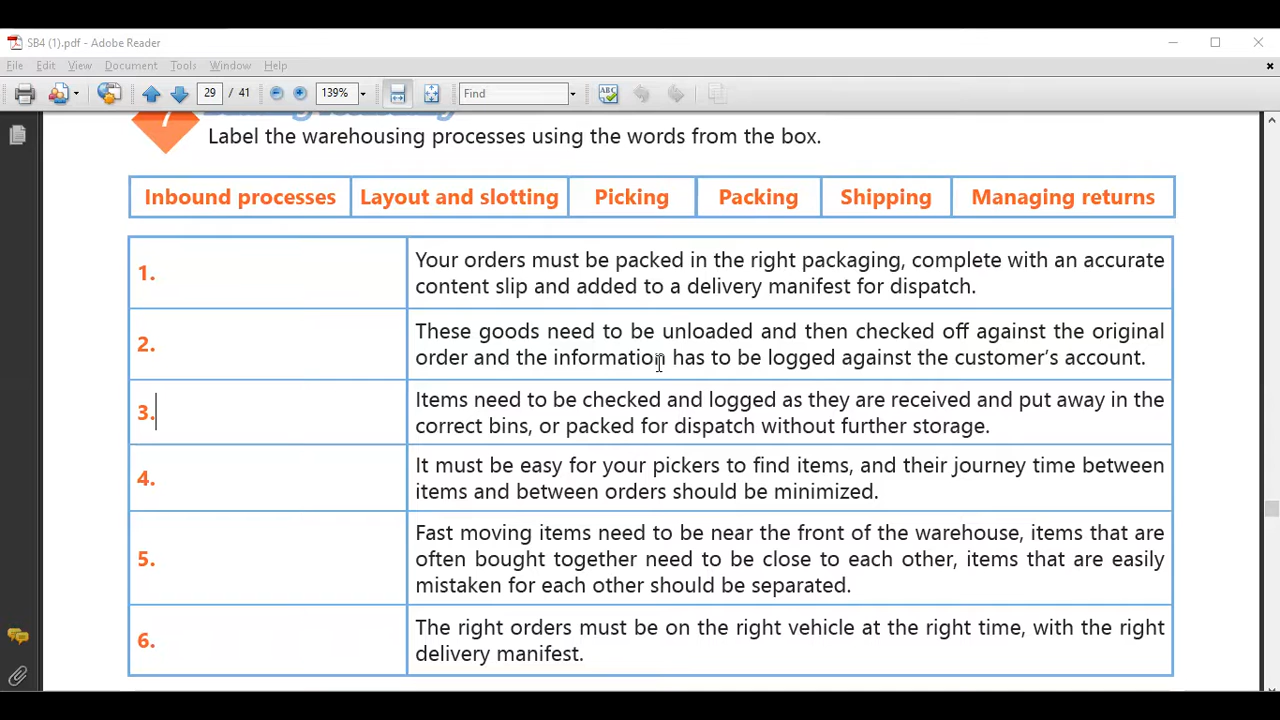 SB4 (1).pdf - Adobe Reader
File Edit View Document Tools Window Help
29 / 41 139% Find
7
Label the warehousing processes using the words from the box.
Inbound processes Layout and slotting Picking Packing Shipping Managing returns
1. Your orders must be packed in the right packaging, complete with an accurate
content slip and added to a delivery manifest for dispatch.
2. These goods need to be unloaded and then checked off against the original
order and the information has to be logged against the customer's account.
3. Items need to be checked and logged as they are received and put away in the
correct bins, or packed for dispatch without further storage.
4. It must be easy for your pickers to find items, and their journey time between
items and between orders should be minimized.
5. Fast moving items need to be near the front of the warehouse, items that are
often bought together need to be close to each other, items that are easily
mistaken for each other should be separated.
6. The right orders must be on the right vehicle at the right time, with the right
delivery manifest.